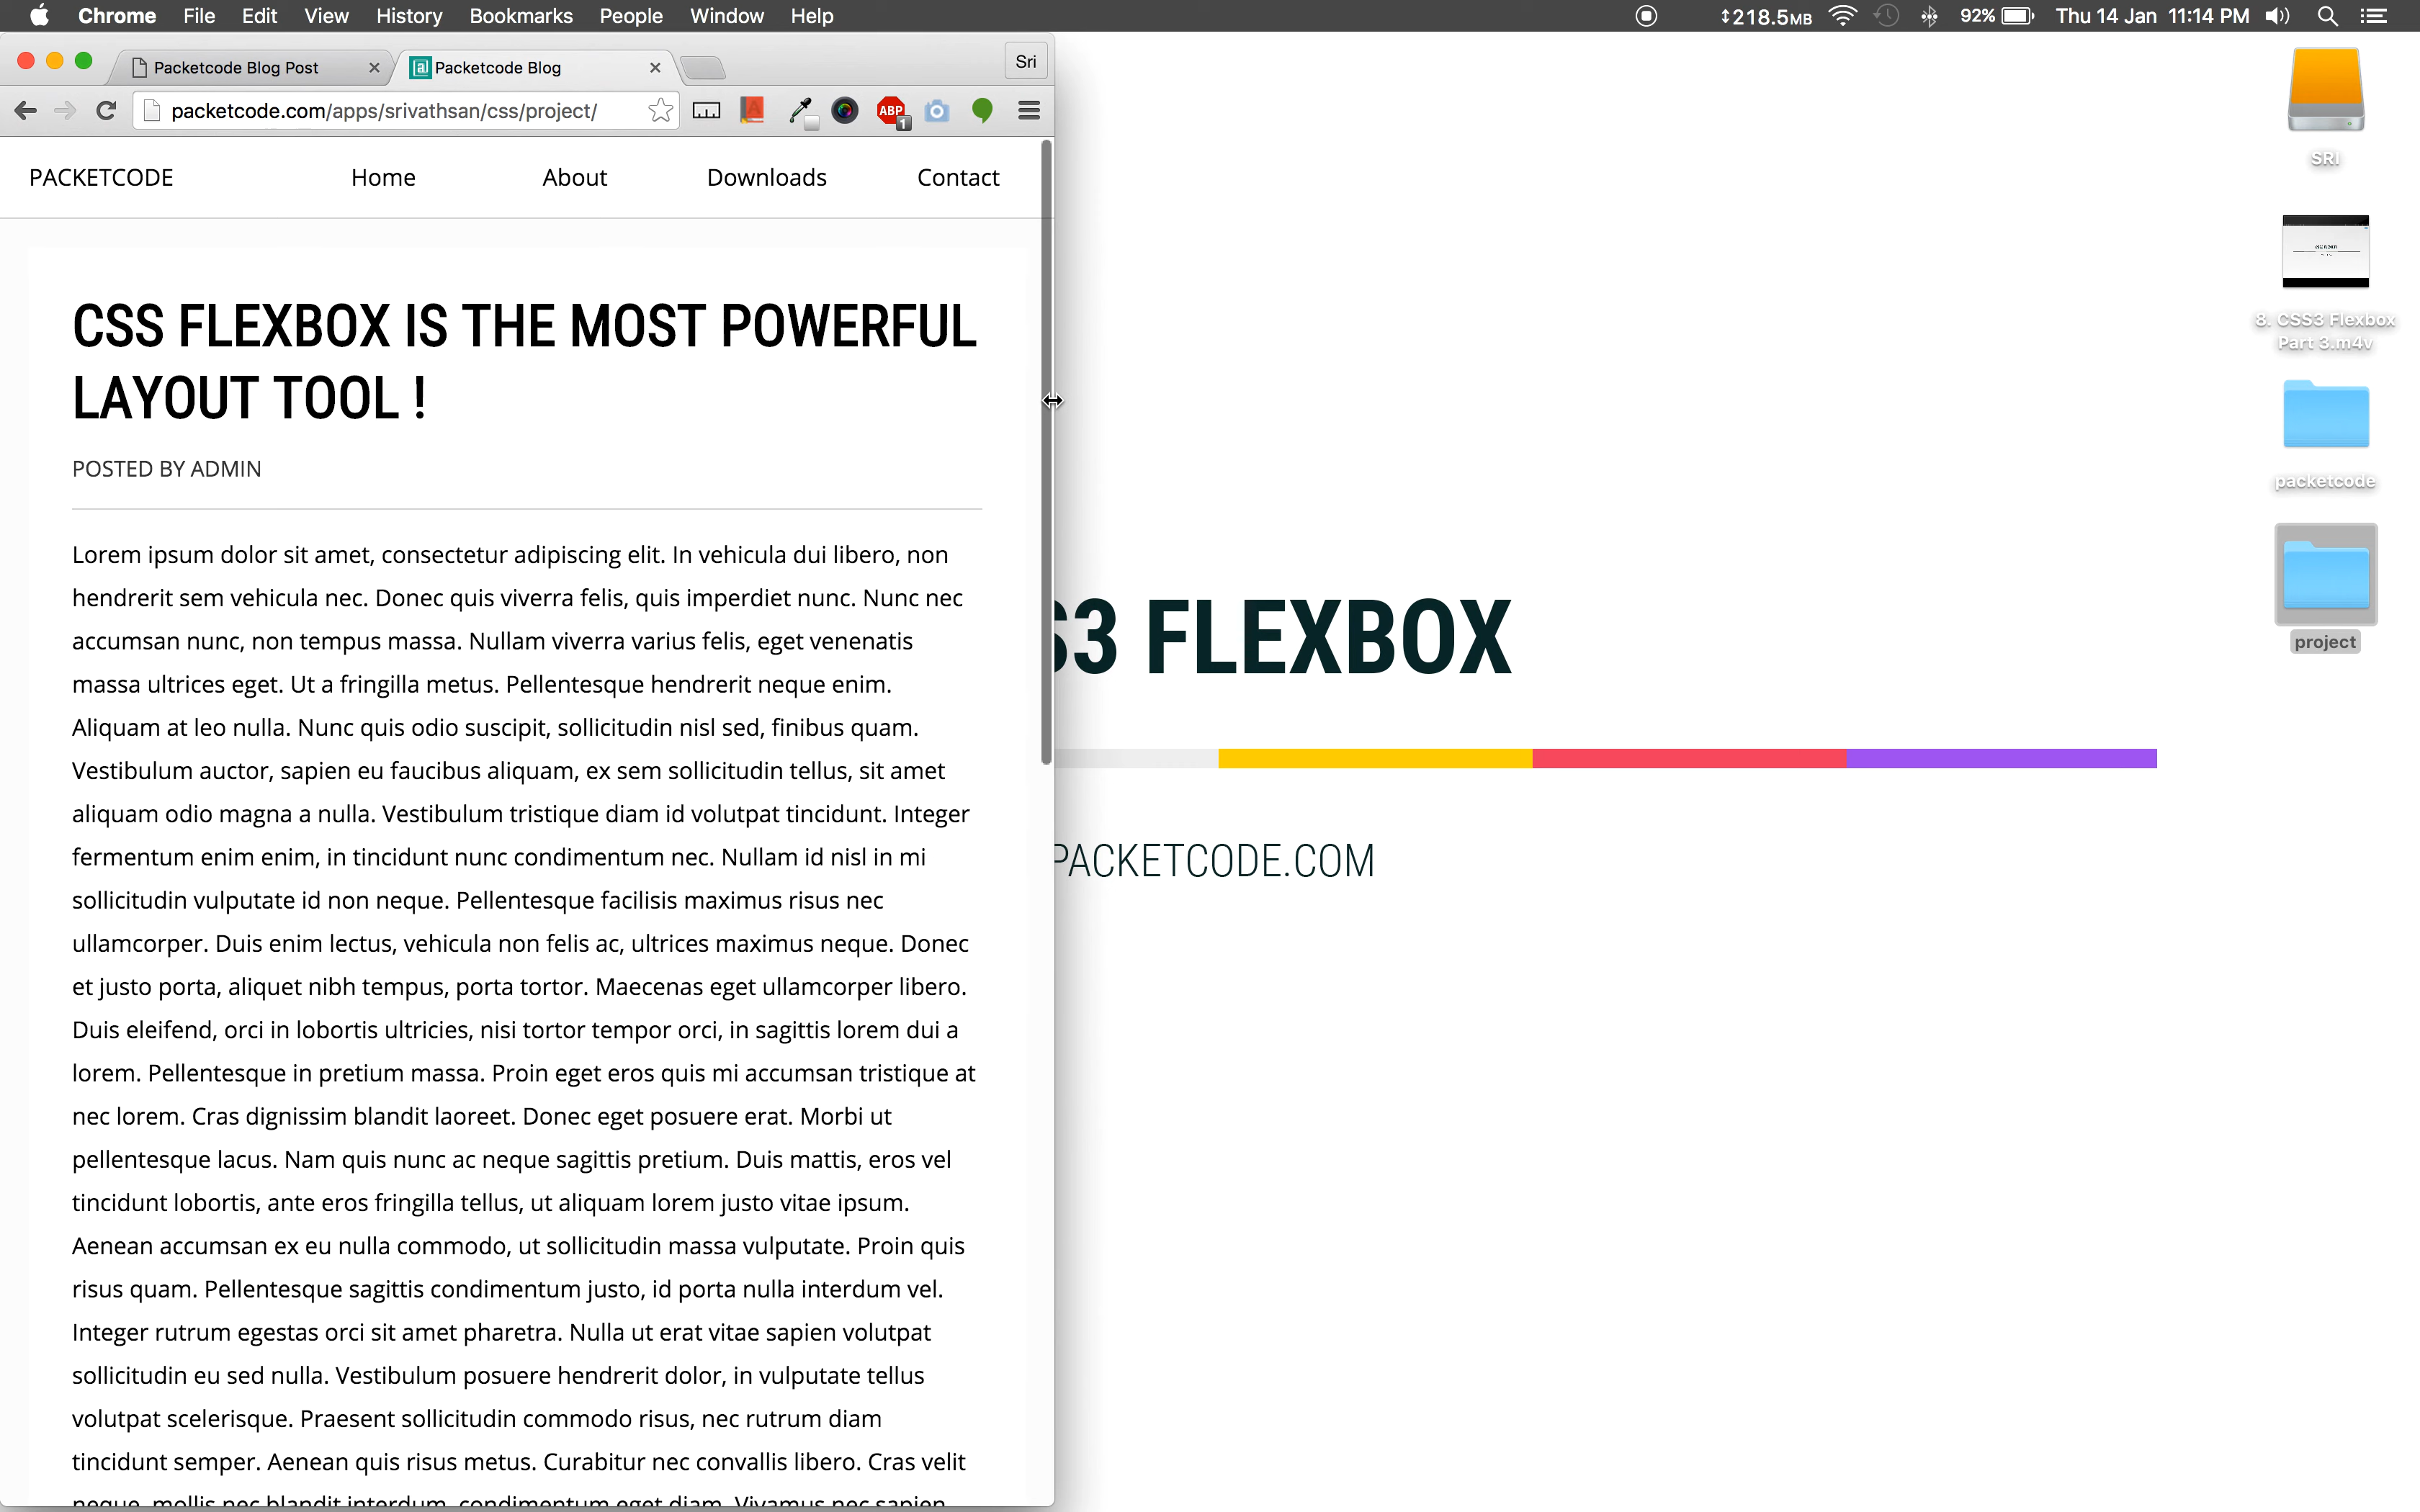 Chrome File Edit View History Bookmarks People Window Help
218.5MB 92% Thu 14 Jan 11:14 PM
Packetcode Blog Post
Packetcode Blog
Sri
packetcode.com/apps/srivathsan/css/project/
ABP
1
PACKETCODE Home About Downloads Contact
CSS FLEXBOX IS THE MOST POWERFUL
LAYOUT TOOL !
POSTED BY ADMIN
Lorem ipsum dolor sit amet, consectetur adipiscing elit. In vehicula dui libero, non
hendrerit sem vehicula nec. Donec quis viverra felis, quis imperdiet nunc. Nunc nec
accumsan nunc, non tempus massa. Nullam viverra varius felis, eget venenatis
massa ultrices eget. Ut a fringilla metus. Pellentesque hendrerit neque enim.
Aliquam at leo nulla. Nunc quis odio suscipit, sollicitudin nisl sed, finibus quam.
Vestibulum auctor, sapien eu faucibus aliquam, ex sem sollicitudin tellus, sit amet
aliquam odio magna a nulla. Vestibulum tristique diam id volutpat tincidunt. Integer
fermentum enim enim, in tincidunt nunc condimentum nec. Nullam id nisl in mi
sollicitudin vulputate id non neque. Pellentesque facilisis maximus risus nec
ullamcorper. Duis enim lectus, vehicula non felis ac, ultrices maximus neque. Donec
et justo porta, aliquet nibh tempus, porta tortor. Maecenas eget ullamcorper libero.
Duis eleifend, orci in lobortis ultricies, nisi tortor tempor orci, in sagittis lorem dui a
lorem. Pellentesque in pretium massa. Proin eget eros quis mi accumsan tristique at
nec lorem. Cras dignissim blandit laoreet. Donec eget posuere erat. Morbi ut
pellentesque lacus. Nam quis nunc ac neque sagittis pretium. Duis mattis, eros vel
tincidunt lobortis, ante eros fringilla tellus, ut aliquam lorem justo vitae ipsum.
Aenean accumsan ex eu nulla commodo, ut sollicitudin massa vulputate. Proin quis
risus quam. Pellentesque sagittis condimentum justo, id porta nulla interdum vel.
Integer rutrum egestas orci sit amet pharetra. Nulla ut erat vitae sapien volutpat
sollicitudin eu sed nulla. Vestibulum posuere hendrerit dolor, in vulputate tellus
volutpat scelerisque. Praesent sollicitudin commodo risus, nec rutrum diam
tincidunt semper. Aenean quis risus metus. Curabitur nec convallis libero. Cras velit
neque, mollis nec blandit interdum, condimentum eget diam. Vivamus nec sapien
S3 FLEXBOX
PACKETCODE.COM
SRI
8. CSS3 Flexbox
Part 3.m4v
packetcode
project